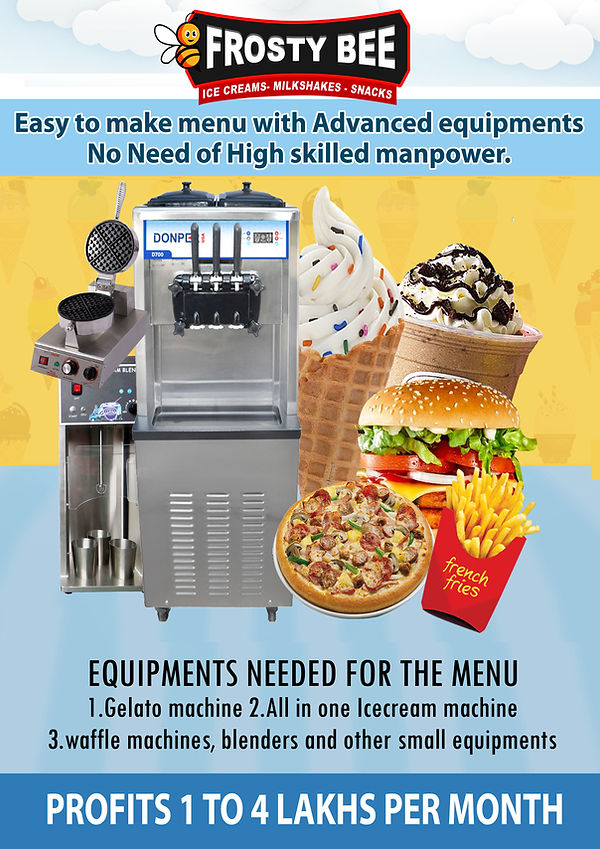 FROSTY BEE
ICE CREAMS- MILKSHAKES - SNACKS
Easy to make menu with Advanced equipments
No Need of High skilled manpower.
D700
french
fries
EQUIPMENTS NEEDED FOR THE MENU
1.Gelato machine 2.All in one Icecream machine
3.waffle machines, blenders and other small equipments
PROFITS 1 TO 4 LAKHS PER MONTH